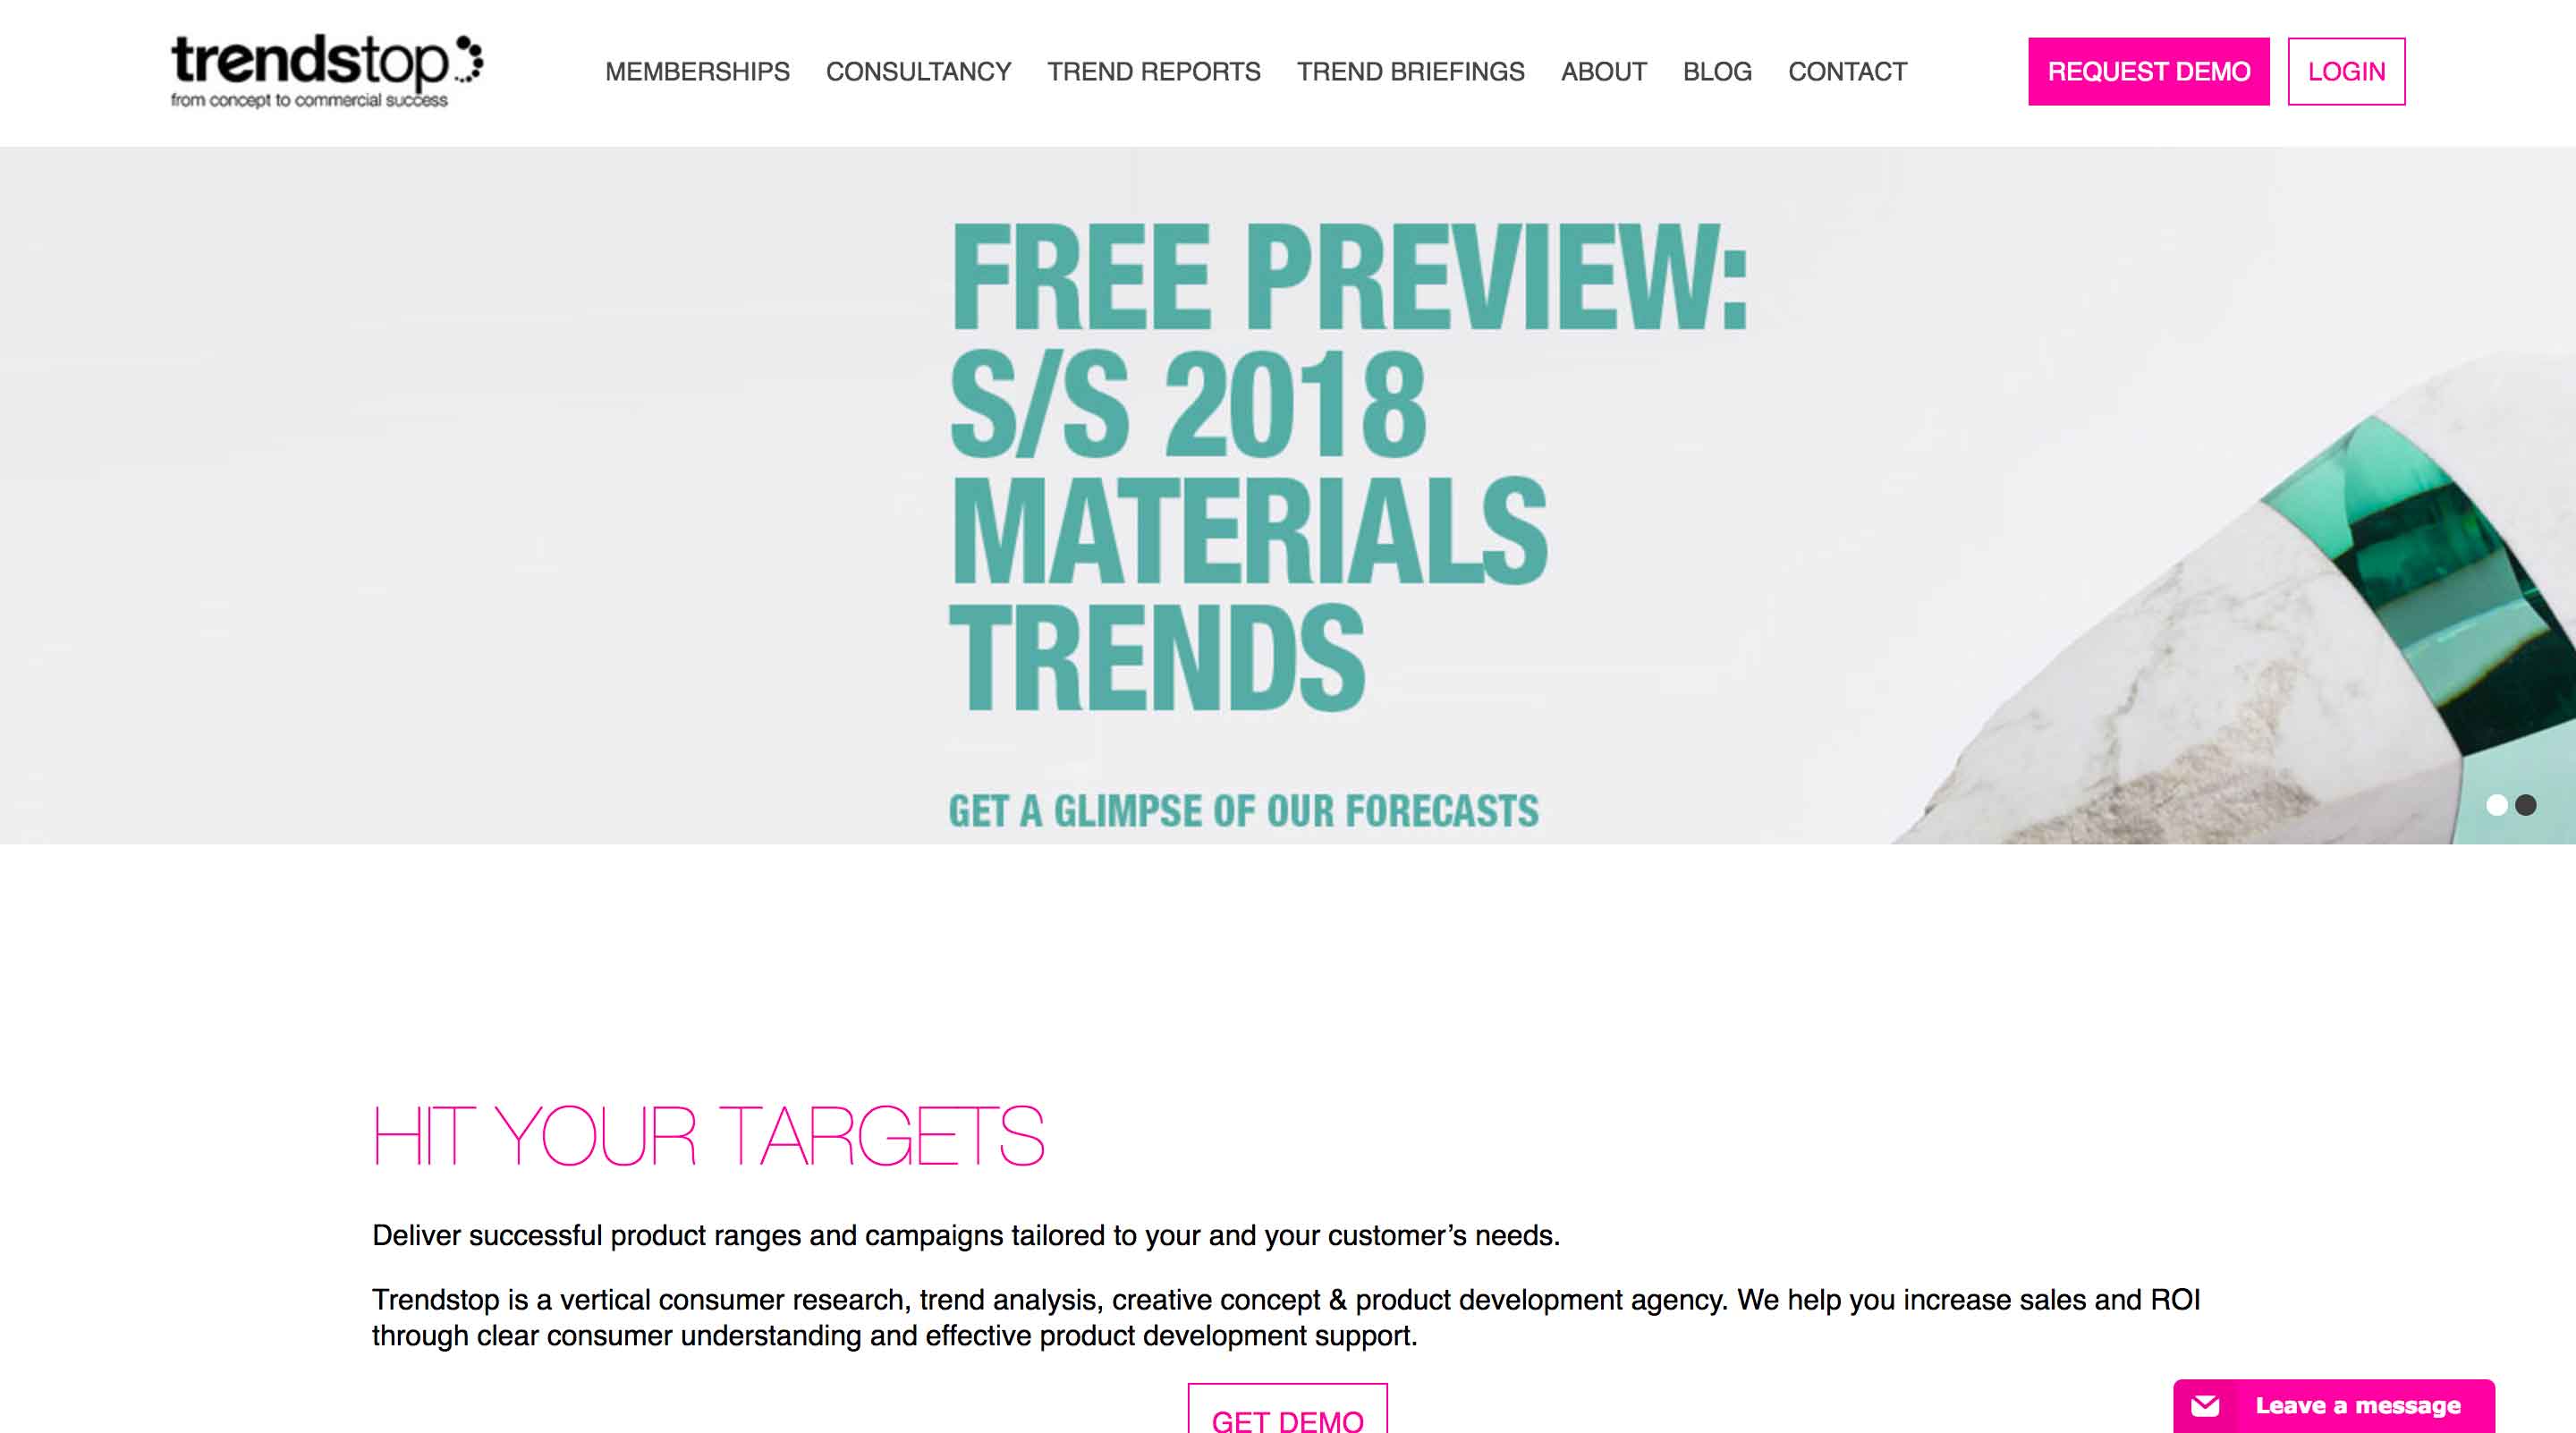 trendstop
from concept to commercial success
MEMBERSHIPS CONSULTANCY TREND REPORTS TREND BRIEFINGS ABOUT BLOG CONTACT
REQUEST DEMO LOGIN
FREE PREVIEW:
S/S 2018
MATERIALS
TRENDS
GET A GLIMPSE OF OUR FORECASTS
HIT YOUR TARGETS
Deliver successful product ranges and campaigns tailored to your and your customer’s needs.
Trendstop is a vertical consumer research, trend analysis, creative concept & product development agency. We help you increase sales and ROI
through clear consumer understanding and effective product development support.
GET DEMO
Leave a message